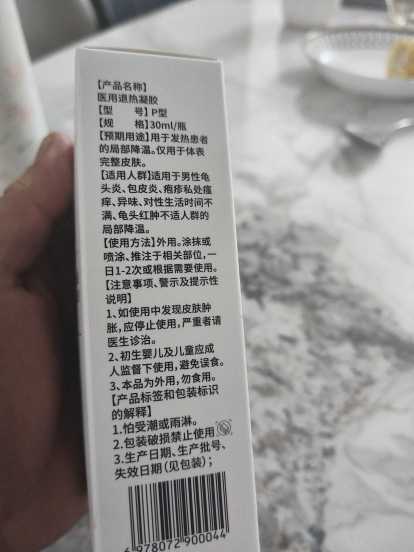 【产品名称】
医用退热凝胶
【型　　号】P型
【规　　格】30ml/瓶
【预期用途】用于发热患者
的局部降温。仅用于体表
完整皮肤。
【适用人群】适用于男性龟
头炎、包皮炎、疱疹私处瘙
痒、异味、对性生活时间不
满、龟头红肿不适人群的
局部降温。
【使用方法】外用。涂抹或
喷涂、推注于相关部位，一
日1-2次或根据需要使用。
【注意事项、警示及提示性
说明】
1、如使用中发现皮肤肿
胀，应停止使用，严重者请
医生诊治。
2、初生婴儿及儿童应成
人监督下使用，避免误食。
3、本品为外用，勿食用。
【产品标签和包装标识
的解释】
1.怕受潮或雨淋。
2.包装破损禁止使用
3.生产日期、生产批号、
失效日期（见包装）；
6 978072 900044